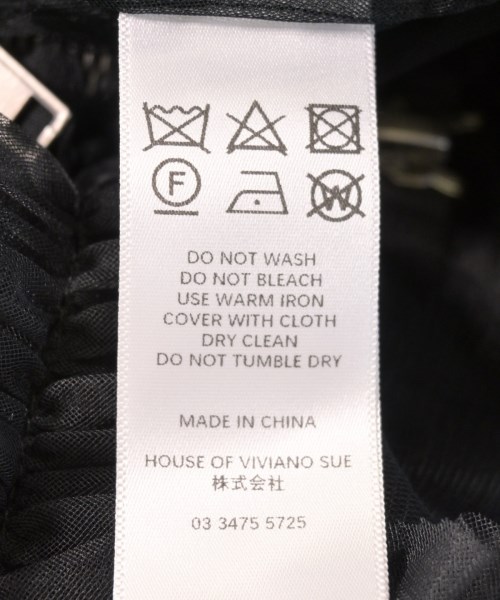 F
W
DO NOT WASH
DO NOT BLEACH
USE WARM IRON
COVER WITH CLOTH
DRY CLEAN
DO NOT TUMBLE DRY
MADE IN CHINA
HOUSE OF VIVIANO SUE
株式会社
03 3475 5725